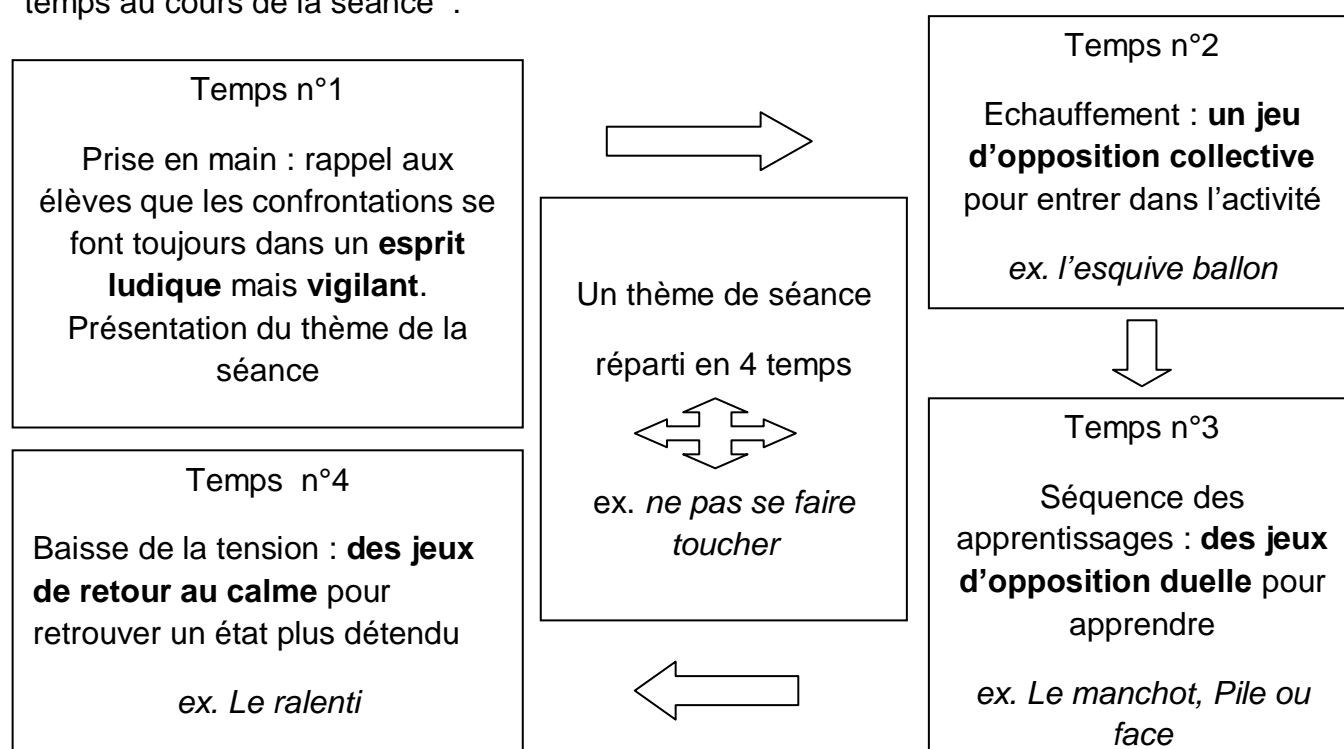 temps au cours de la séance  :
Temps n°1
Prise en main : rappel aux
élèves que les confrontations se
font toujours dans un esprit
ludique mais vigilant.
Présentation du thème de la
séance
Temps n°2
Echauffement : un jeu
d’opposition collective
pour entrer dans l’activité
ex. l’esquive ballon
Un thème de séance
réparti en 4 temps
ex. ne pas se faire
toucher
Temps n°3
Séquence des
apprentissages : des jeux
d’opposition duelle pour
apprendre
ex. Le manchot, Pile ou
face
Temps  n°4
Baisse de la tension : des jeux
de retour au calme pour
retrouver un état plus détendu
ex. Le ralenti